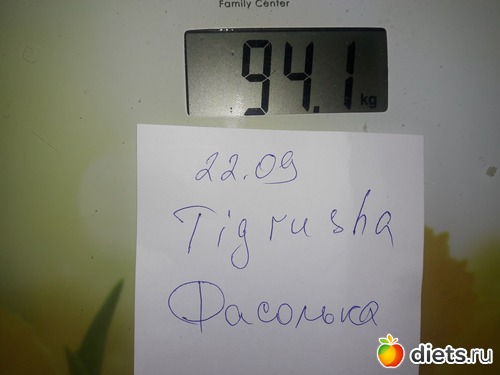 Family Center
94.1 kg
22.09
Tigrusha
Фасолька
diets.ru